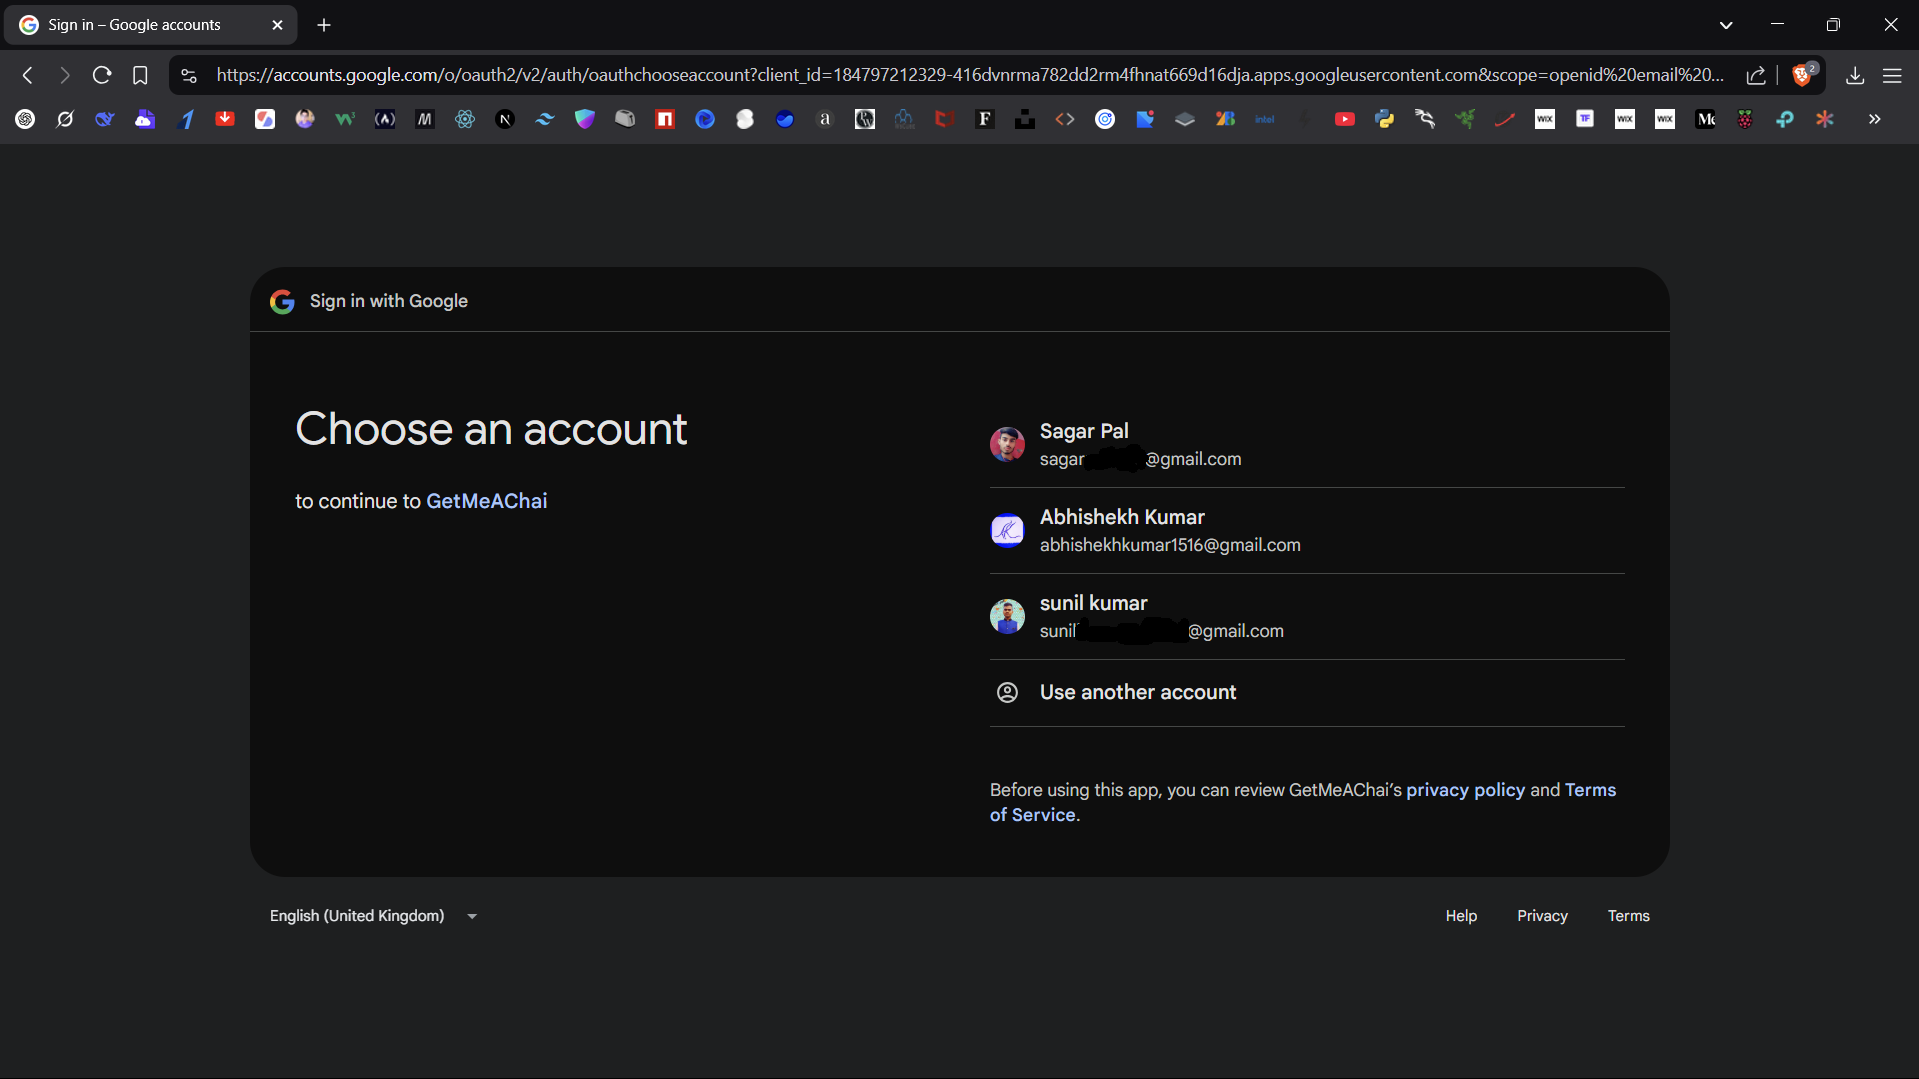 Sign in – Google accounts
https://accounts.google.com/o/oauth2/v2/auth/oauthchooseaccount?client_id=184797212329-416dvnrma782dd2rm4fhnat669d16dja.apps.googleusercontent.com&scope=openid%20email%20...
2
Sign in with Google
Choose an account
to continue to GetMeAChai
Sagar Pal
sagar @gmail.com
Abhishekh Kumar
abhishekhkumar1516@gmail.com
sunil kumar
sunil @gmail.com
Use another account
Before using this app, you can review GetMeAChai’s privacy policy and Terms
of Service.
English (United Kingdom)
Help Privacy Terms